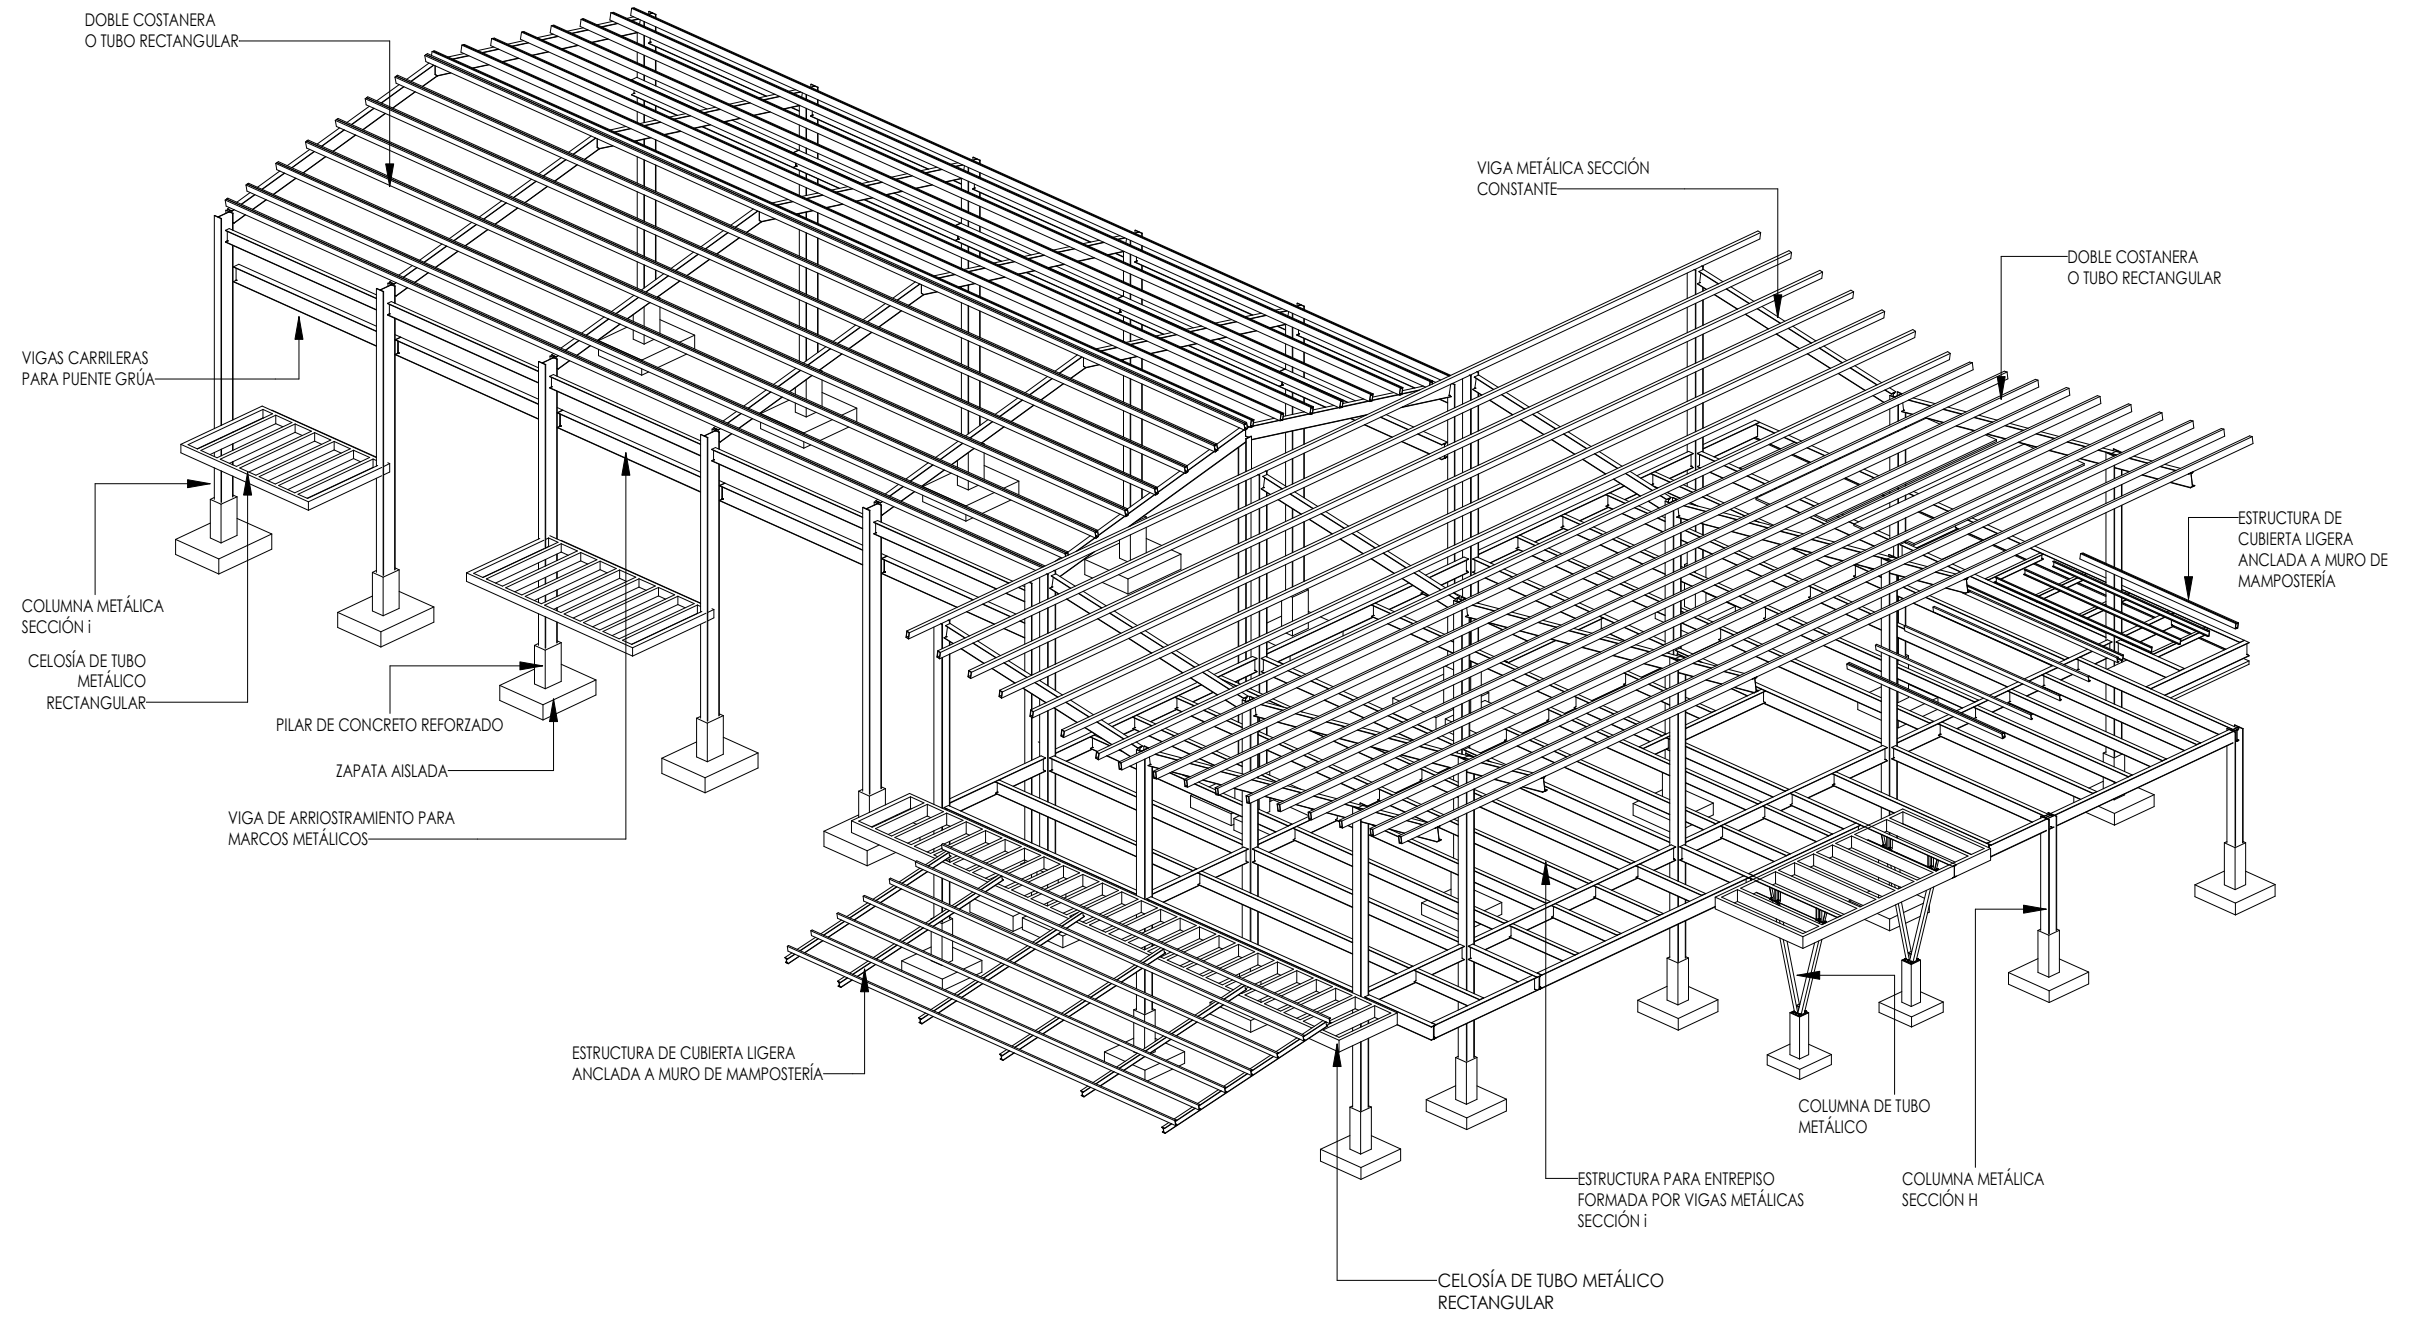 DOBLE COSTANERA
O TUBO RECTANGULAR
VIGA METÁLICA SECCIÓN
CONSTANTE
DOBLE COSTANERA
O TUBO RECTANGULAR
VIGAS CARRILERAS
PARA PUENTE GRÚA
ESTRUCTURA DE
CUBIERTA LIGERA
ANCLADA A MURO DE
MAMPOSTERÍA
COLUMNA METÁLICA
SECCIÓN i
CELOSÍA DE TUBO
METÁLICO
RECTANGULAR
PILAR DE CONCRETO REFORZADO
ZAPATA AISLADA
VIGA DE ARRIOSTRAMIENTO PARA
MARCOS METÁLICOS
ESTRUCTURA DE CUBIERTA LIGERA
ANCLADA A MURO DE MAMPOSTERÍA
COLUMNA DE TUBO
METÁLICO
ESTRUCTURA PARA ENTREPISO
FORMADA POR VIGAS METÁLICAS
SECCIÓN i
COLUMNA METÁLICA
SECCIÓN H
CELOSÍA DE TUBO METÁLICO
RECTANGULAR